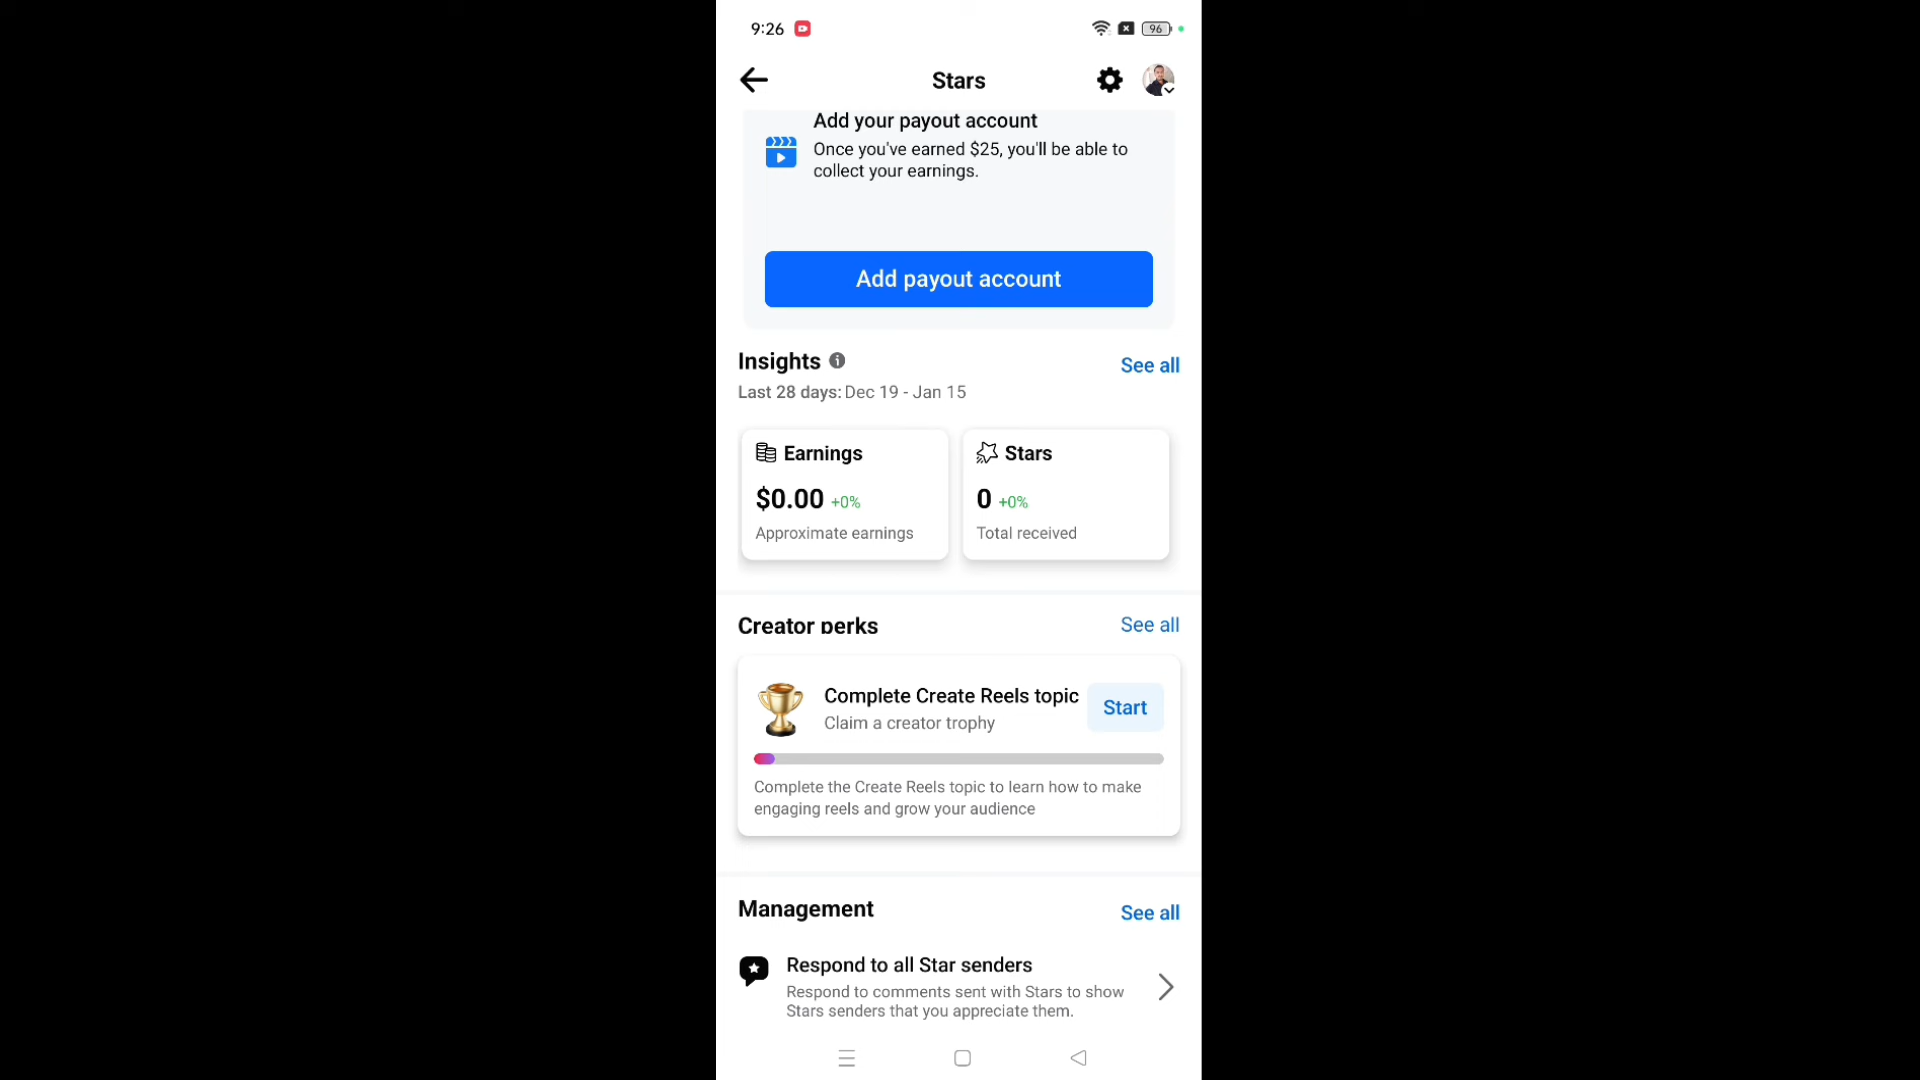 9:26
96
Stars
Add your payout account
Once you've earned $25, you'll be able to
collect your earnings.
Add payout account
Insights
See all
Last 28 days: Dec 19 - Jan 15
Earnings
$0.00 +0%
Approximate earnings
Stars
0 +0%
Total received
Creator perks
See all
Complete Create Reels topic
Claim a creator trophy
Start
Complete the Create Reels topic to learn how to make
engaging reels and grow your audience
Management
See all
Respond to all Star senders
Respond to comments sent with Stars to show
Stars senders that you appreciate them.